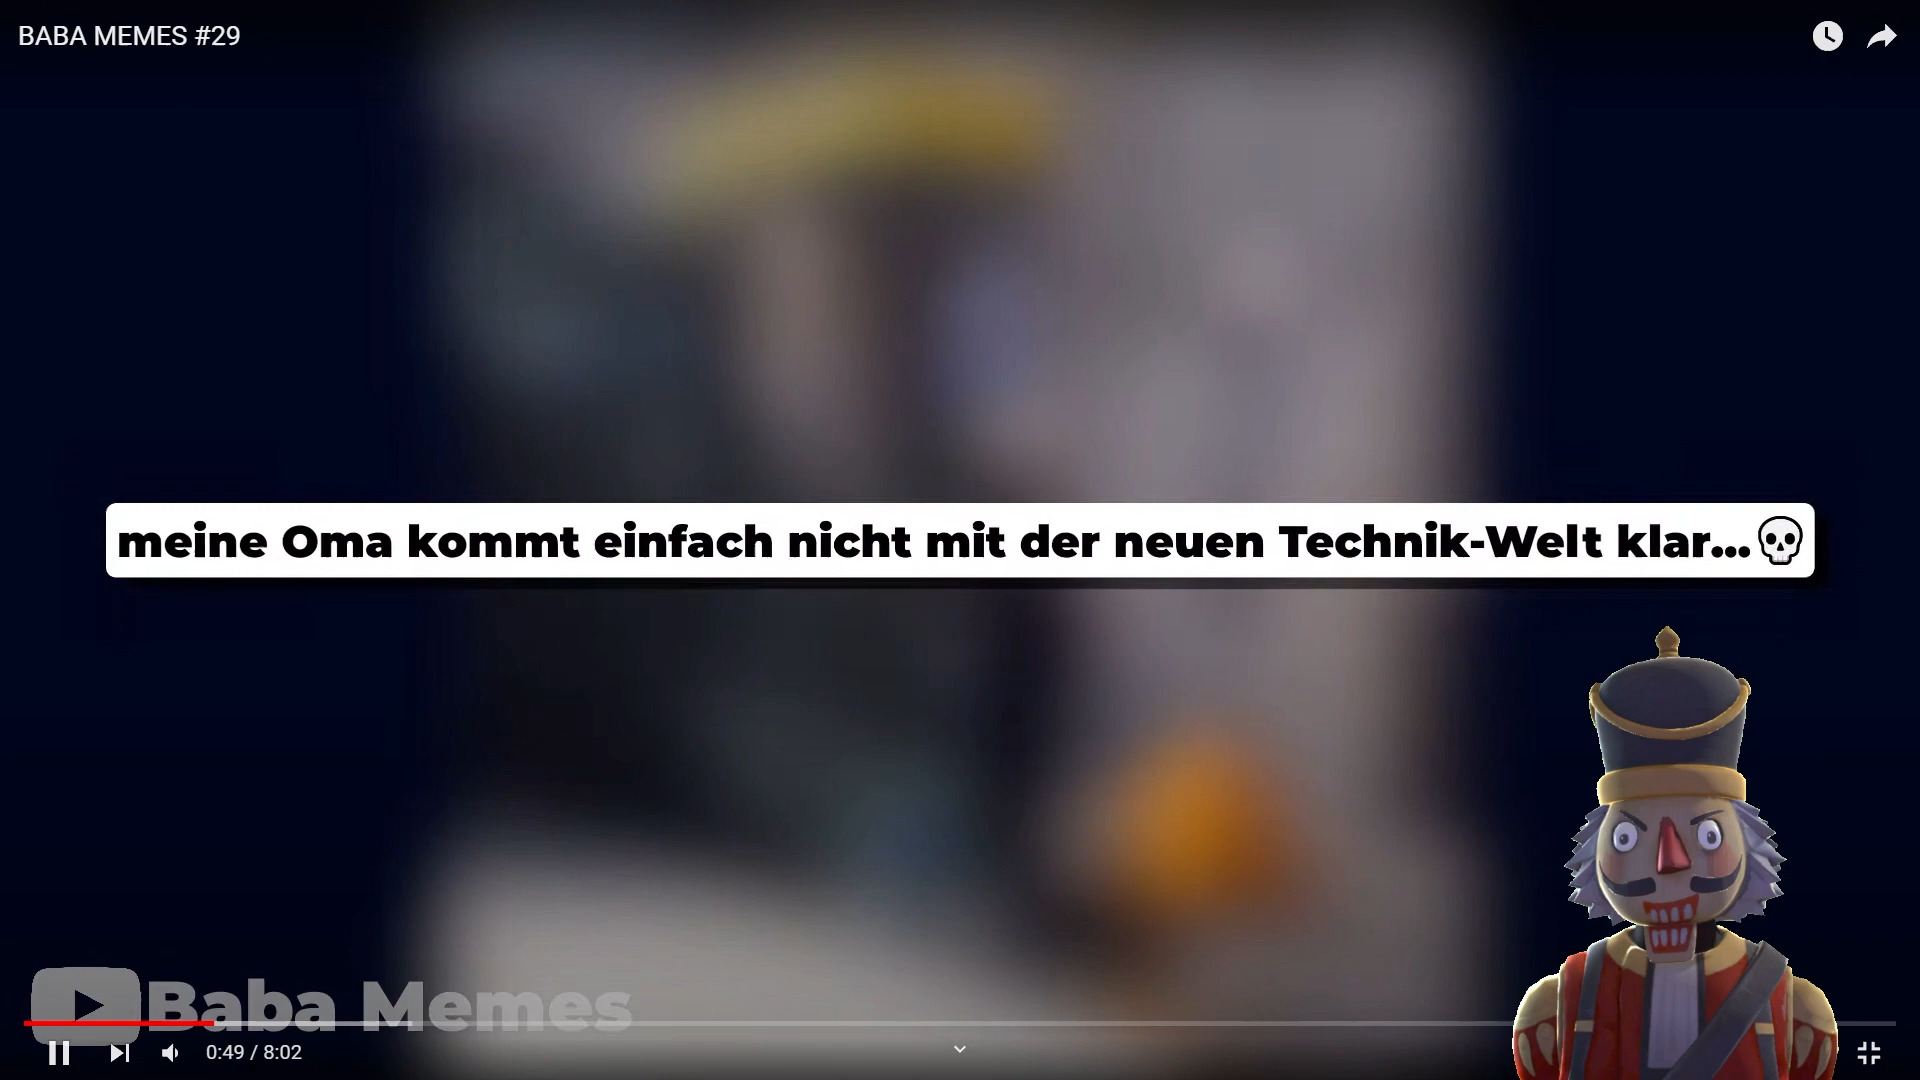 BABA MEMES #29
meine Oma kommt einfach nicht mit der neuen Technik-Welt klar...💀
Baba Memes
0:49 / 8:02